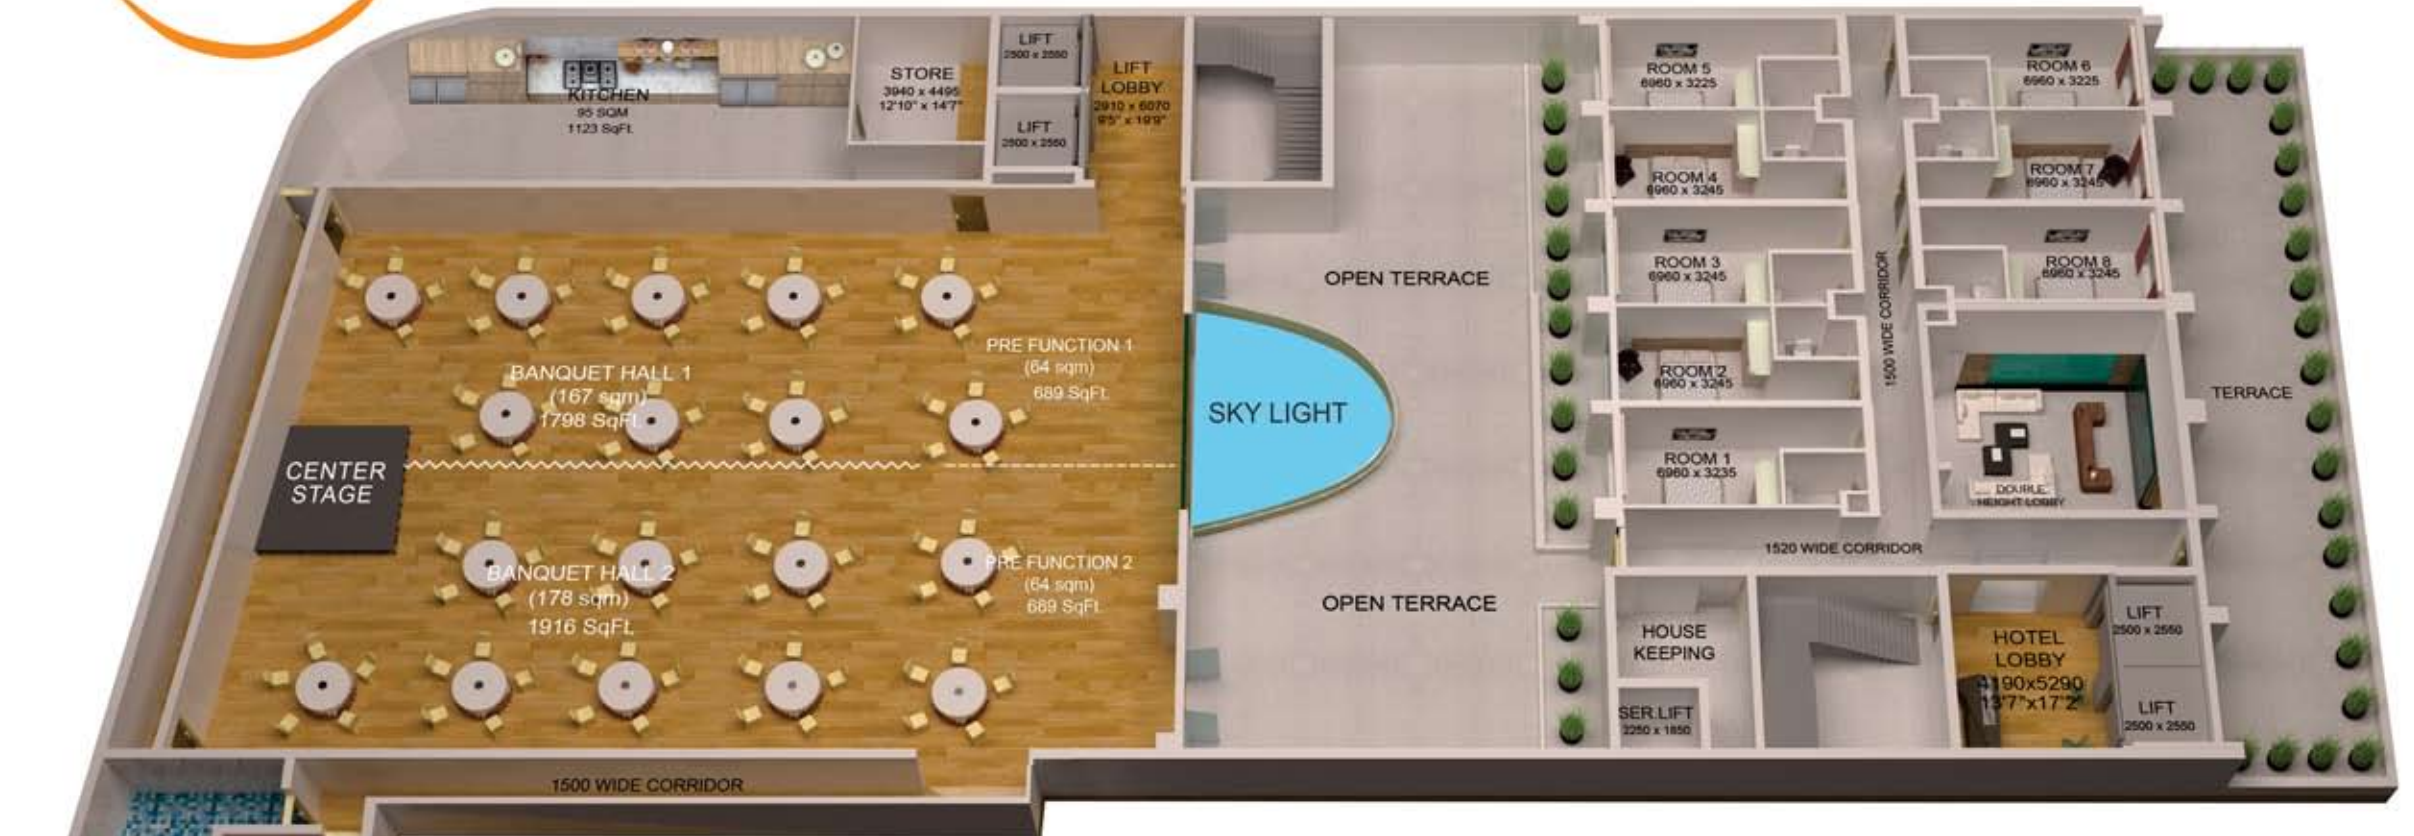 KITCHEN
95 SQM
1123 SqFt.
STORE
3940 x 4495
12'10" x 14'7"
LIFT
2500 x 2550
LIFT
2500 x 2550
LIFT
LOBBY
2910 x 6070
9'5" x 19'9"
BANQUET HALL 1
(167 sqm)
1798 SqFt.
PRE FUNCTION 1
(64 sqm)
689 SqFt.
CENTER
STAGE
BANQUET HALL 2
(178 sqm)
1916 SqFt.
PRE FUNCTION 2
(64 sqm)
689 SqFt.
1500 WIDE CORRIDOR
SKY LIGHT
OPEN TERRACE
OPEN TERRACE
ROOM 5
6960 x 3225
ROOM 4
6960 x 3245
ROOM 3
6960 x 3245
ROOM 2
6960 x 3245
ROOM 1
6960 x 3235
1500 WIDE CORRIDOR
ROOM 6
6960 x 3225
ROOM 7
6960 x 3245
ROOM 8
6960 x 3245
DOUBLE
HEIGHT LOBBY
TERRACE
1520 WIDE CORRIDOR
HOUSE
KEEPING
SER.LIFT
2250 x 1850
HOTEL
LOBBY
4190x5290
13'7"x17'2"
LIFT
2500 x 2550
LIFT
2500 x 2550